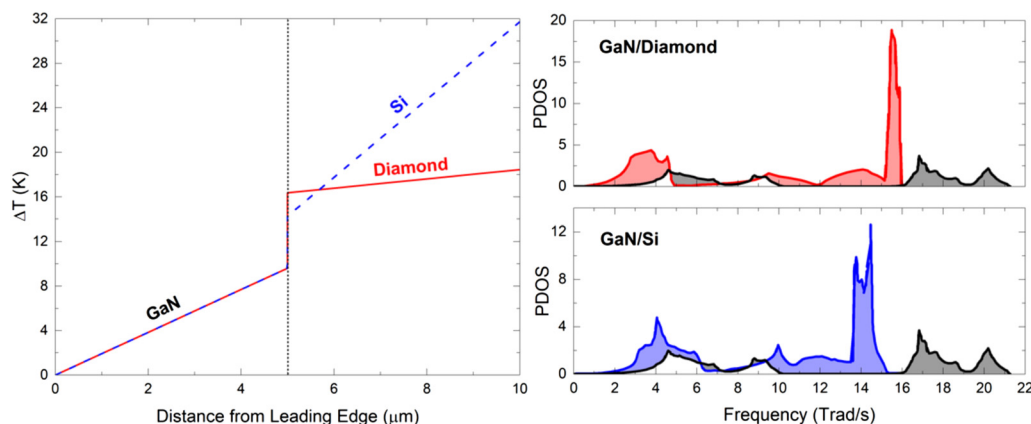 32
28
24
20
16
12
8
4
0
ΔT (K)
GaN
Si
Diamond
0 2 4 6 8 10
Distance from Leading Edge (μm)
GaN/Diamond
20
15
10
5
0
PDOS
GaN/Si
12
8
4
0
PDOS
0 2 4 6 8 10 12 14 16 18 20 22
Frequency (Trad/s)